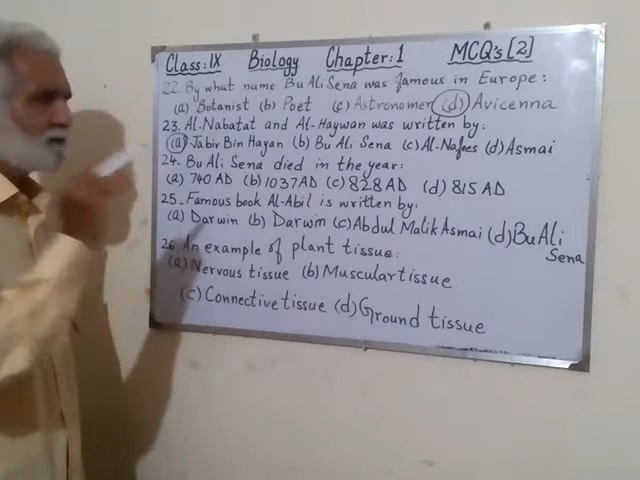 Class: IX Biology Chapter: 1 MCQ's [2]
22. By what name Bu Ali Sena was famous in Europe:
(a) Botanist (b) Poet (c) Astronomer (d) Avicenna
23. Al-Nabatat and Al-Haywan was written by:
(a) Jabir Bin Hayan (b) Bu Ali Sena (c) Al-Nafees (d) Asmai
24. Bu Ali Sena died in the year:
(a) 740 AD (b) 1037 AD (c) 828 AD (d) 815 AD
25. Famous book Al-Abil is written by:
(a) Darwin (b) Darwin (c) Abdul Malik Asmai (d) Bu Ali
Sena
26 An example of plant tissue:
(a) Nervous tissue (b) Muscular tissue
(c) Connective tissue (d) Ground tissue